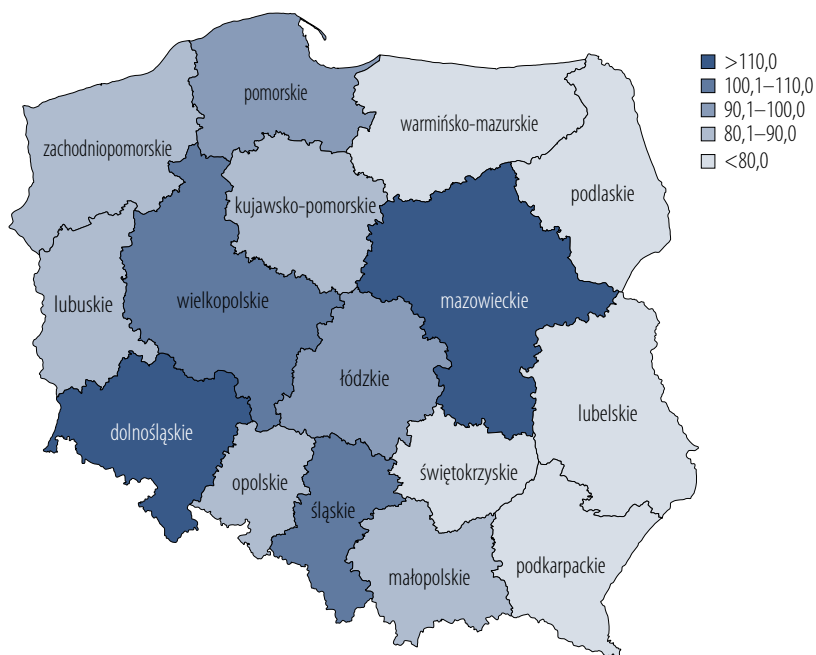 pomorskie
warmińsko-mazurskie
zachodniopomorskie
podlaskie
kujawsko-pomorskie
lubuskie
wielkopolskie
mazowieckie
łódzkie
lubelskie
dolnośląskie
opolskie
świętokrzyskie
śląskie
małopolskie
podkarpackie
>110,0
100,1–110,0
90,1–100,0
80,1–90,0
<80,0